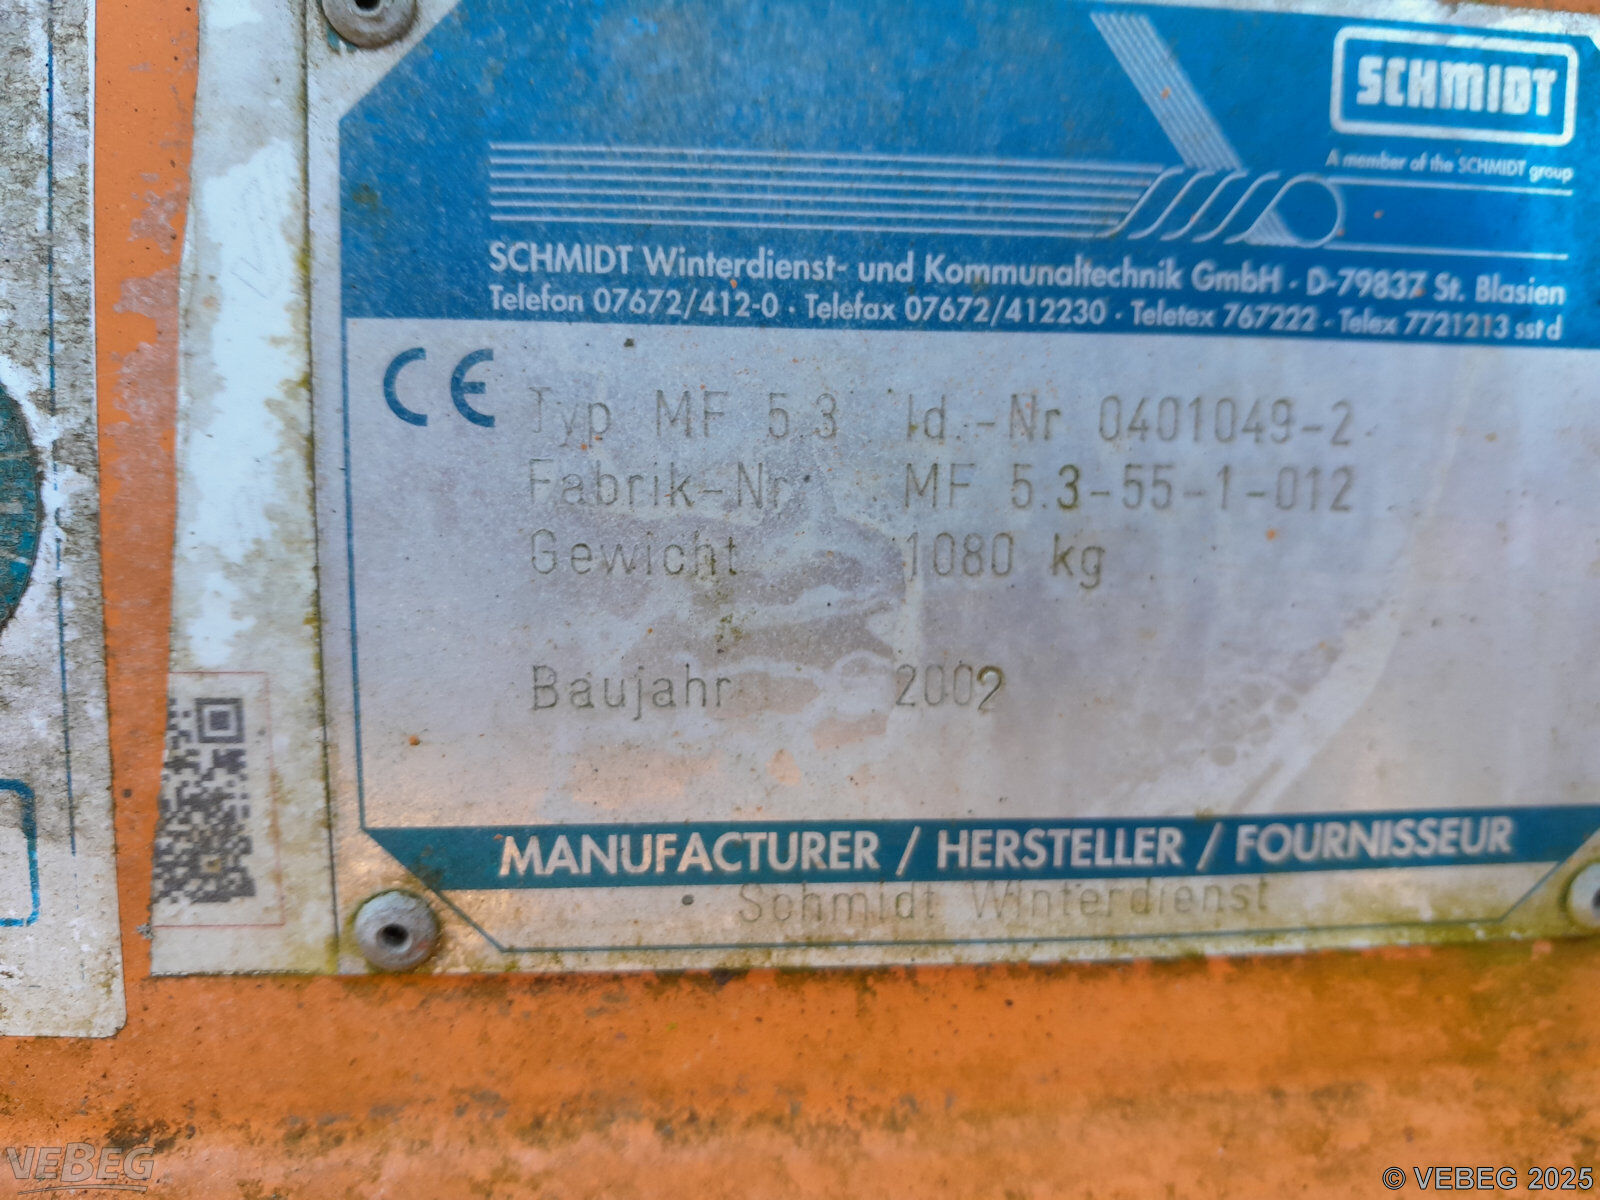 SCHMIDT
A member of the SCHMIDT group
SCHMIDT Winterdienst- und Kommunaltechnik GmbH · D-79837 St. Blasien
Telefon 07672/412-0 · Telefax 07672/412230 · Teletex 767222 · Telex 7721213 sst d
CE Typ MF 5.3 Id.-Nr 0401049-2
Fabrik-Nr. MF 5.3-55-1-012
Gewicht 1080 kg
Baujahr 2002
MANUFACTURER / HERSTELLER / FOURNISSEUR
Schmidt Winterdienst
VEBEG
© VEBEG 2025